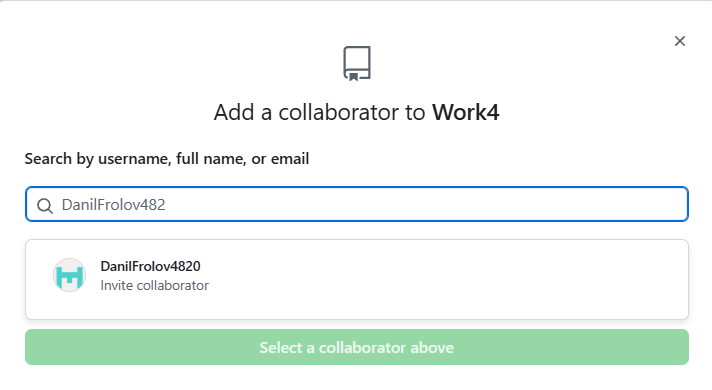 Add a collaborator to Work4
Search by username, full name, or email
DanilFrolov482
DanilFrolov4820
Invite collaborator
Select a collaborator above